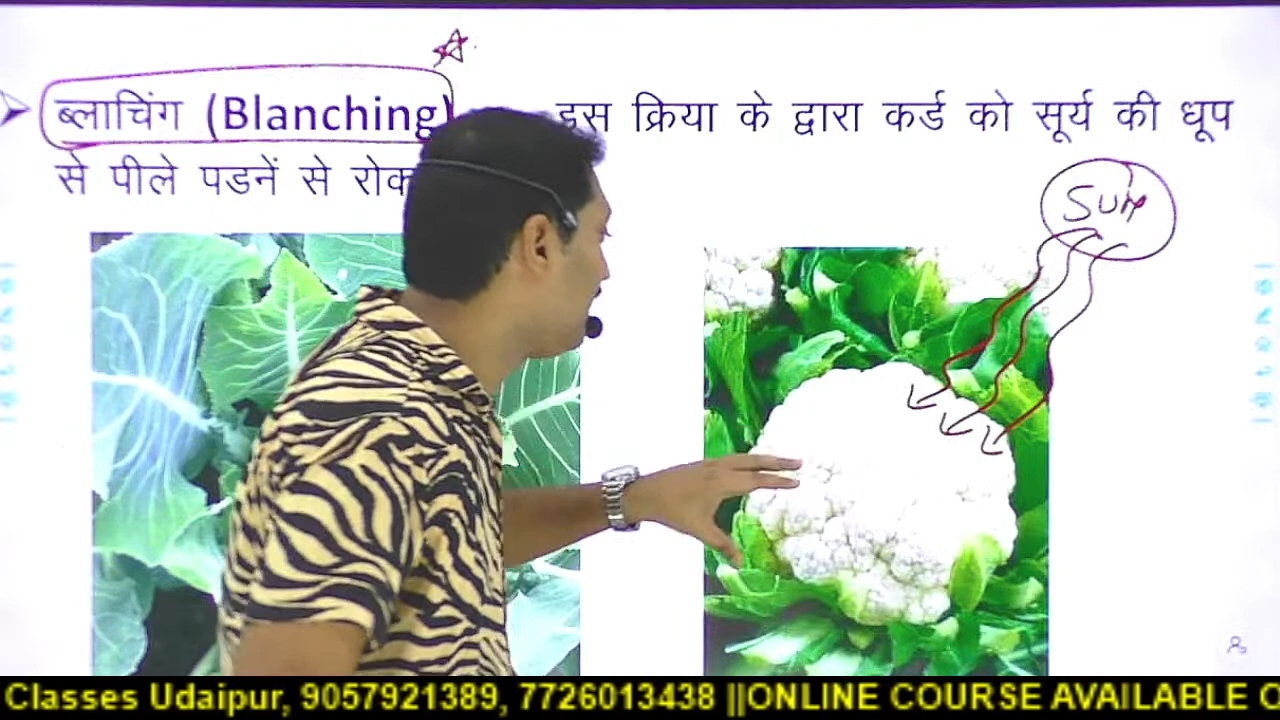 ब्लाचिंग (Blanching) इस क्रिया के द्वारा कर्ड को सूर्य की धूप
से पीले पडनें से रोक
Sun
Classes Udaipur, 9057921389, 7726013438 ||ONLINE COURSE AVAILABLE